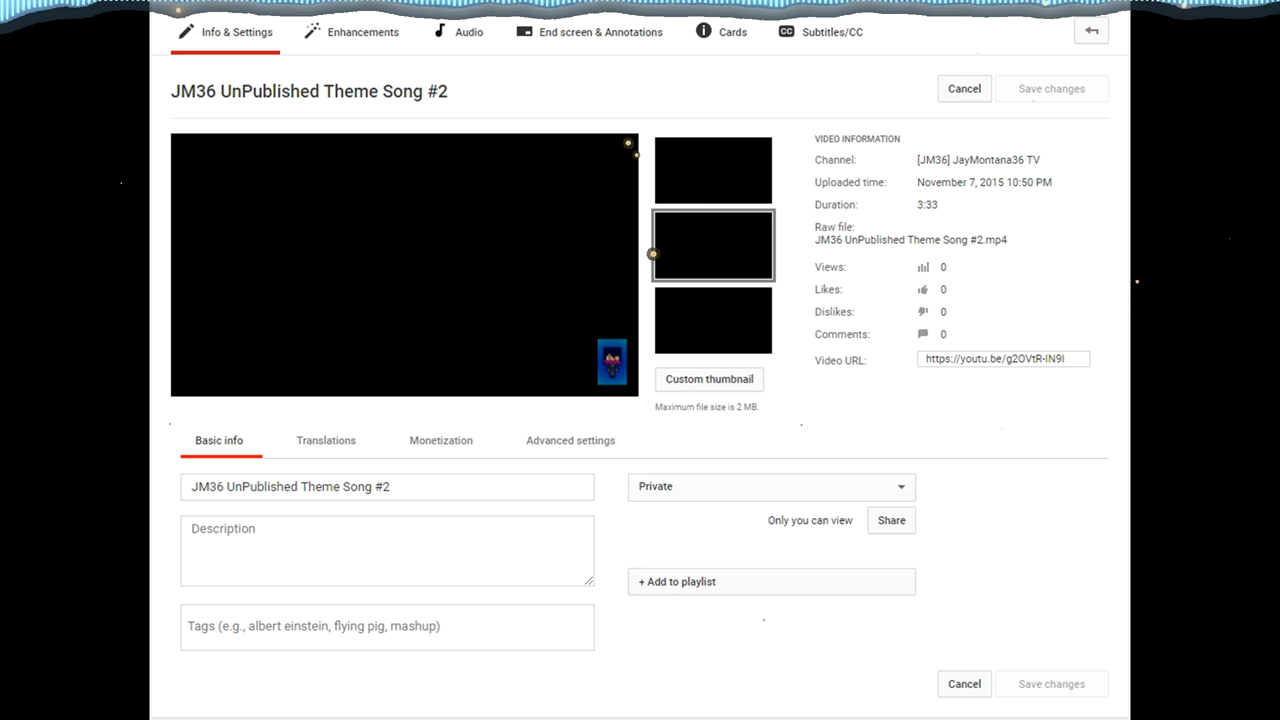 Info & Settings Enhancements Audio End screen & Annotations Cards CC Subtitles/CC
JM36 UnPublished Theme Song #2
Cancel Save changes
VIDEO INFORMATION
Channel: [JM36] JayMontana36 TV
Uploaded time: November 7, 2015 10:50 PM
Duration: 3:33
Raw file:
JM36 UnPublished Theme Song #2.mp4
Views: 0
Likes: 0
Dislikes: 0
Comments: 0
Video URL: https://youtu.be/g2OVtR-IN9I
Custom thumbnail
Maximum file size is 2 MB.
Basic info Translations Monetization Advanced settings
JM36 UnPublished Theme Song #2
Private
Description
Only you can view Share
+ Add to playlist
Tags (e.g., albert einstein, flying pig, mashup)
Cancel Save changes